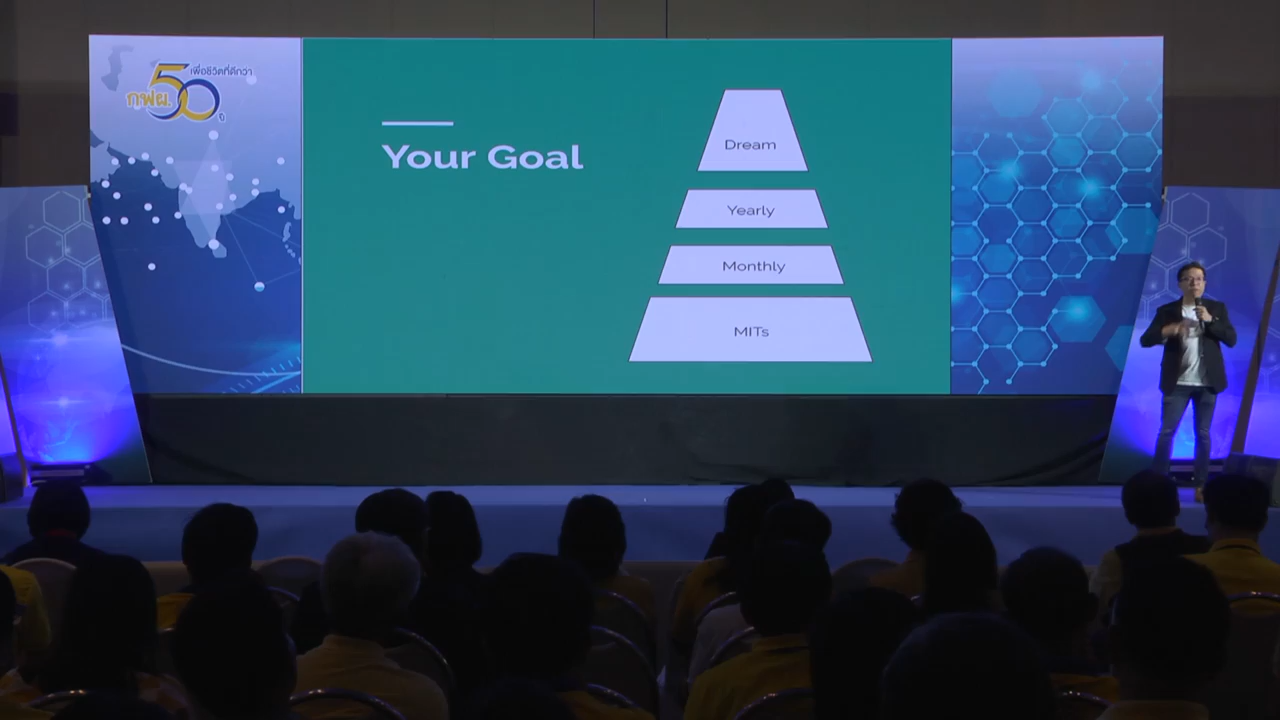 เพื่อชีวิตที่ดีกว่า
กฟผ. 50 ปี
Your Goal
Dream
Yearly
Monthly
MITs